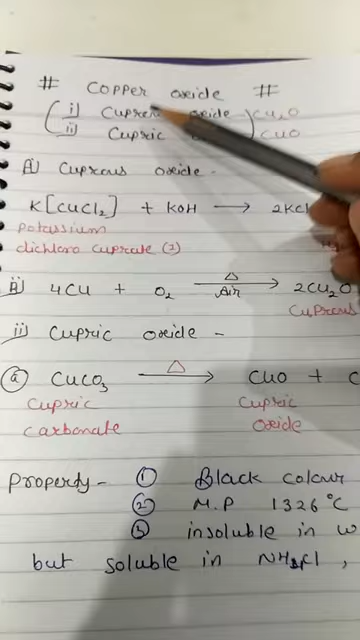 # Copper oxide #
( i) Cuprous oxide ) Cu₂O
ii) Cupric CuO
i) Cuprous oxide -
K[CuCl₂] + KOH → 2KCl
potassium
dichloro cuprate (I)
ii) 4Cu + O₂ △ Air → 2Cu₂O
Cuprous
ii) Cupric oxide -
a) CuCO₃ △ → CuO +
Cupric Cupric
carbonate oxide
Property - 1 Black colour
2 M.P 1326°
3 insoluble in w
but soluble in NH₄Cl,